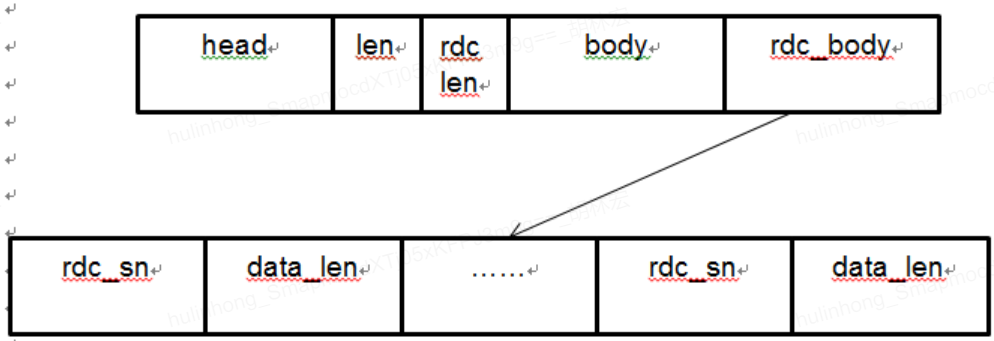 head
len
rdc
len
body
rdc_body
rdc_sn
data_len
......
rdc_sn
data_len